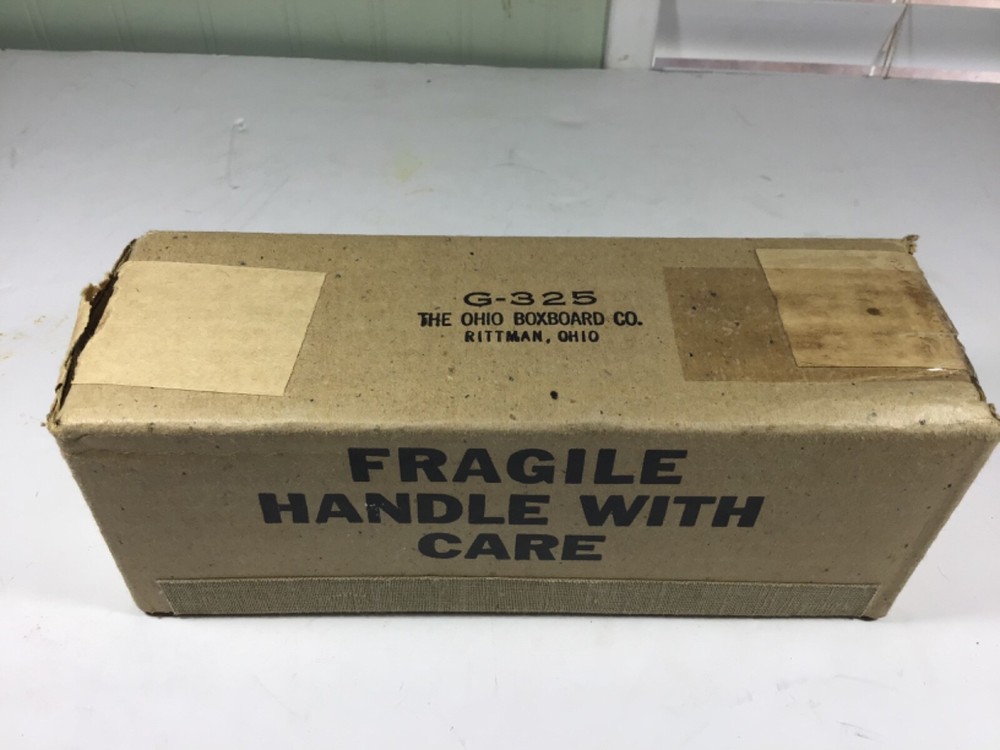 G-325
THE OHIO BOXBOARD CO.
RITTMAN, OHIO
FRAGILE
HANDLE WITH
CARE